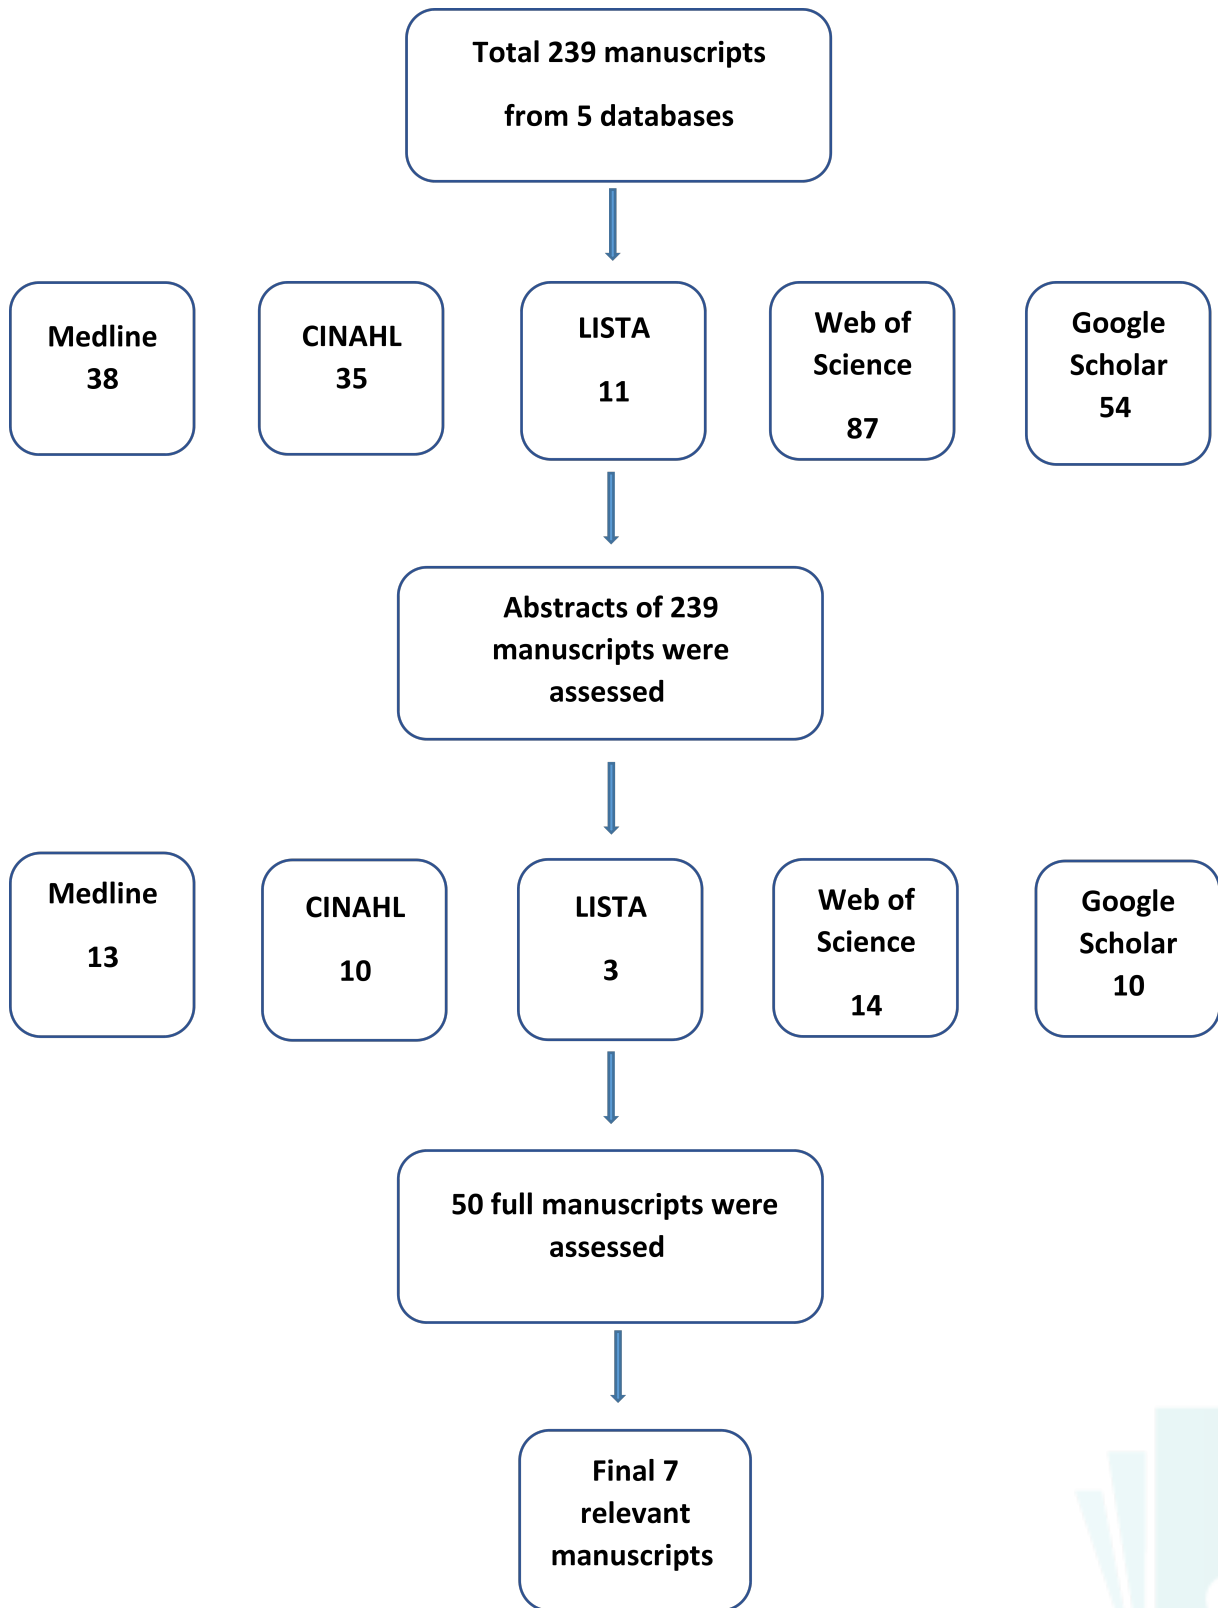 Total 239 manuscripts
from 5 databases
Medline
38
CINAHL
35
LISTA
11
Web of
Science
87
Google
Scholar
54
Abstracts of 239
manuscripts were
assessed
Medline
13
CINAHL
10
LISTA
3
Web of
Science
14
Google
Scholar
10
50 full manuscripts were
assessed
Final 7
relevant
manuscripts